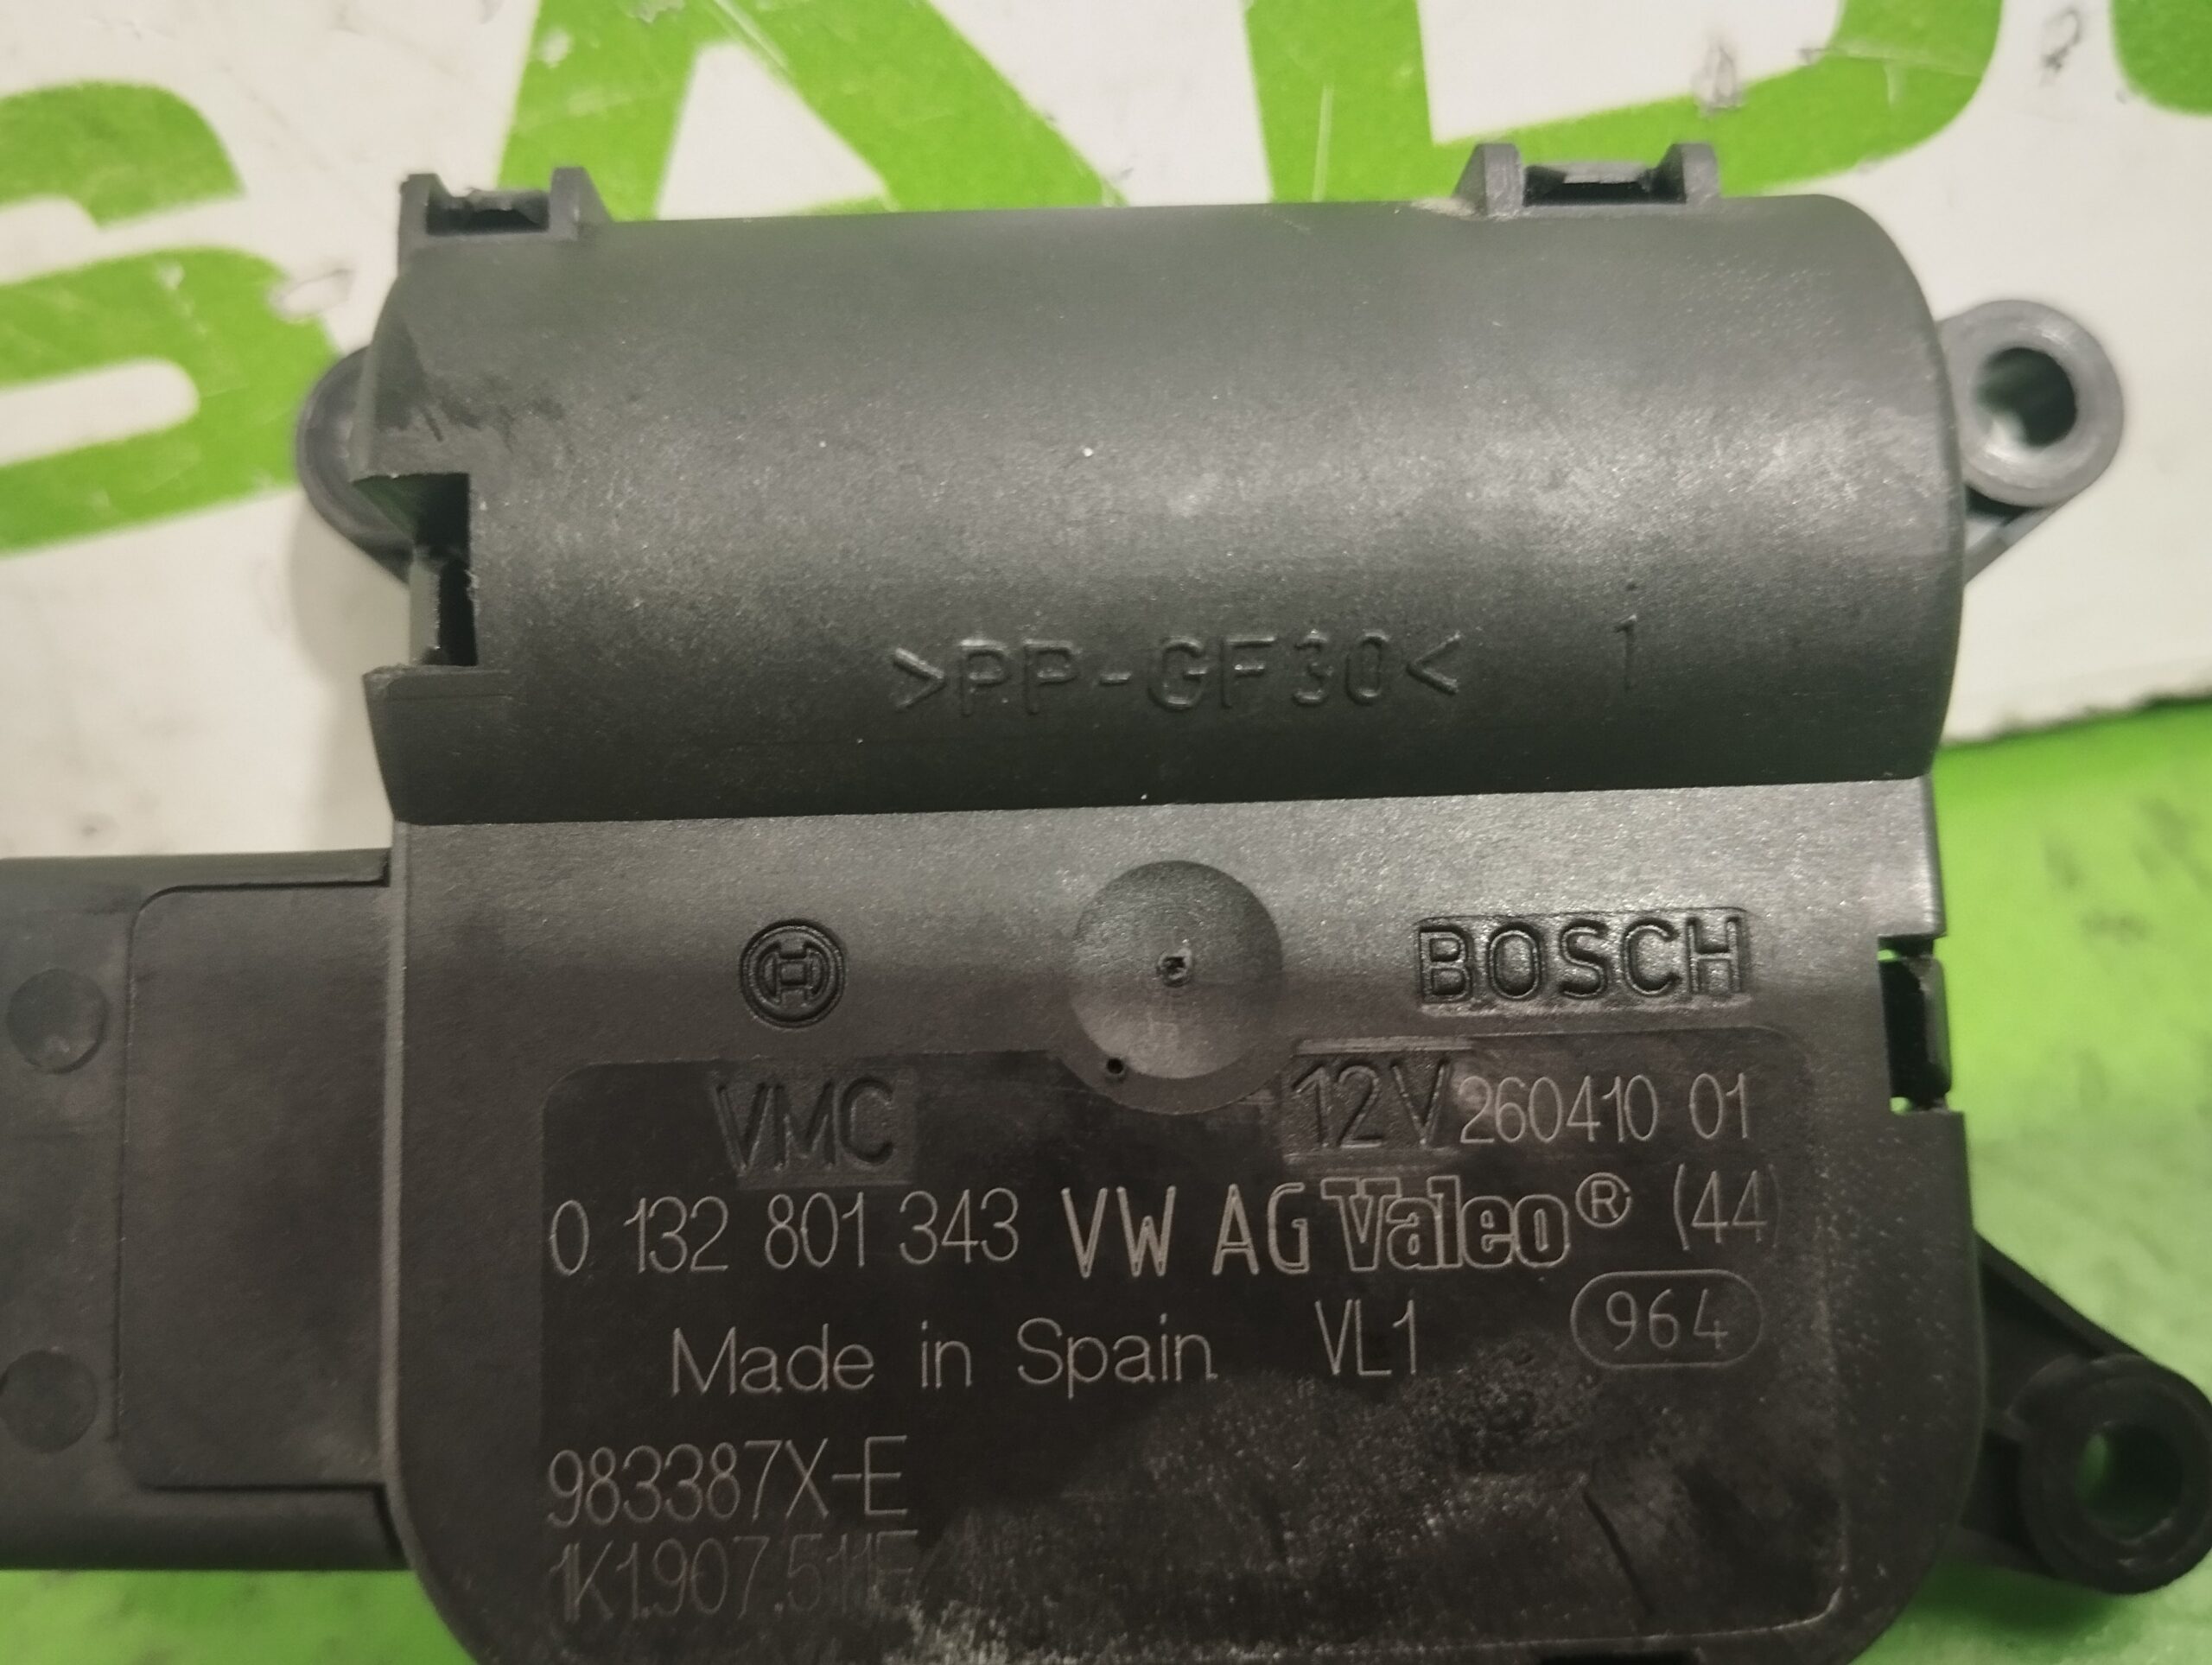 >PP-GF30< 1
BOSCH
VMC 12V 260410 01
0 132 801 343 VW AG Valeo® (44)
Made in Spain VL1 964
983387X-E
1K1.907.511E